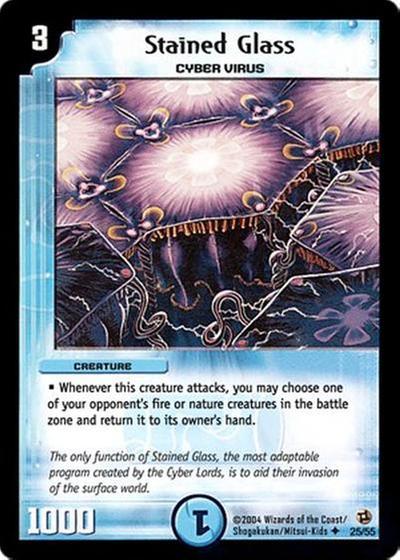 3
Stained Glass
CYBER VIRUS
CREATURE
▪ Whenever this creature attacks, you may choose one
of your opponent's fire or nature creatures in the battle
zone and return it to its owner's hand.
The only function of Stained Glass, the most adaptable
program created by the Cyber Lords, is to aid their invasion
of the surface world.
1000
1
©2004 Wizards of the Coast/
Shogakukan/Mitsui-Kids ✦ 25/55